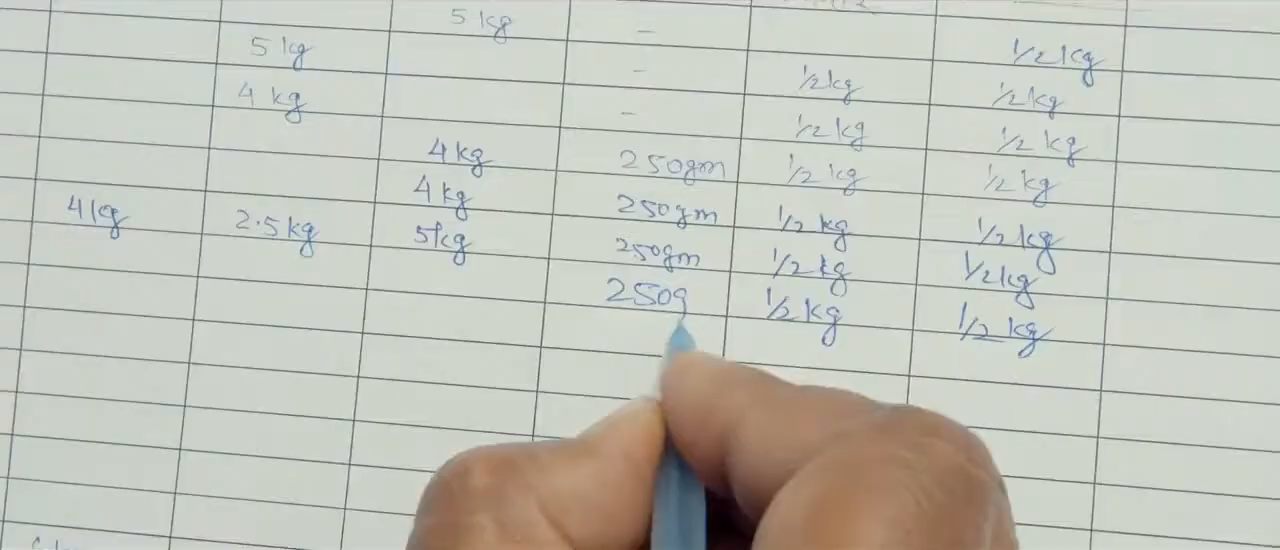 5 kg - 1/2 kg
5 kg - 1/2 kg 1/2 kg
4 kg - 1/2 kg 1/2 kg
4 kg 250gm 1/2 kg 1/2 kg
4 kg 250gm 1/2 kg 1/2 kg
4 kg 2.5 kg 5 kg 250gm 1/2 kg 1/2 kg
250g 1/2 kg 1/2 kg